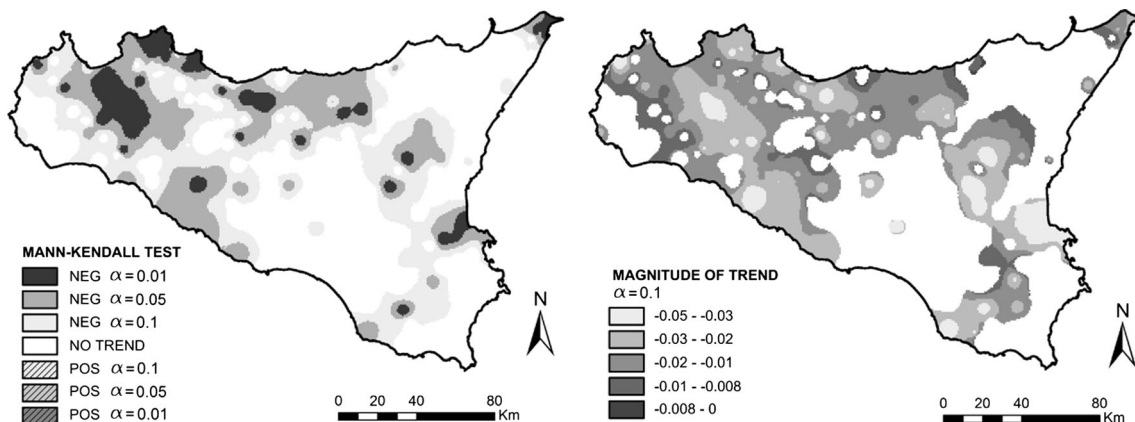 MANN-KENDALL TEST
NEG α=0.01
NEG α=0.05
NEG α=0.1
NO TREND
POS α=0.1
POS α=0.05
POS α=0.01
N
0 20 40 80
Km
MAGNITUDE OF TREND
α=0.1
-0.05 - -0.03
-0.03 - -0.02
-0.02 - -0.01
-0.01 - -0.008
-0.008 - 0
N
0 20 40 80
Km